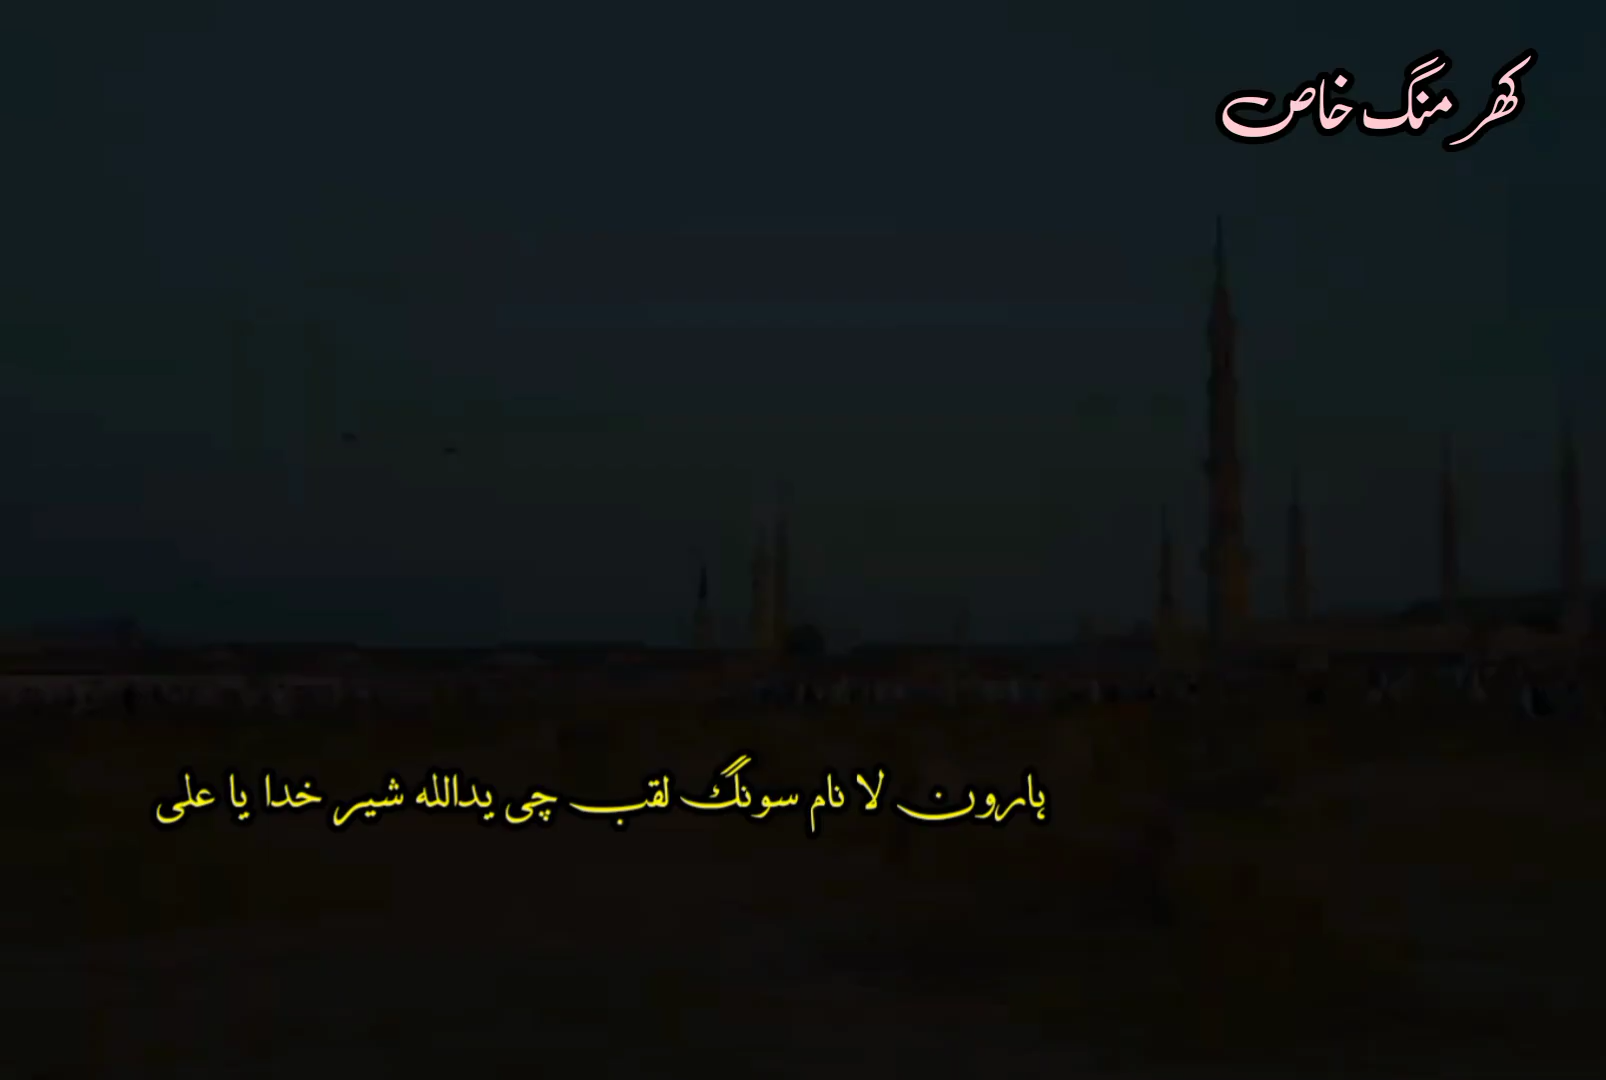 کھرمنگ خاص
ہارون لا نام سونگ لقب چی یداللہ شیر خدا یا علی